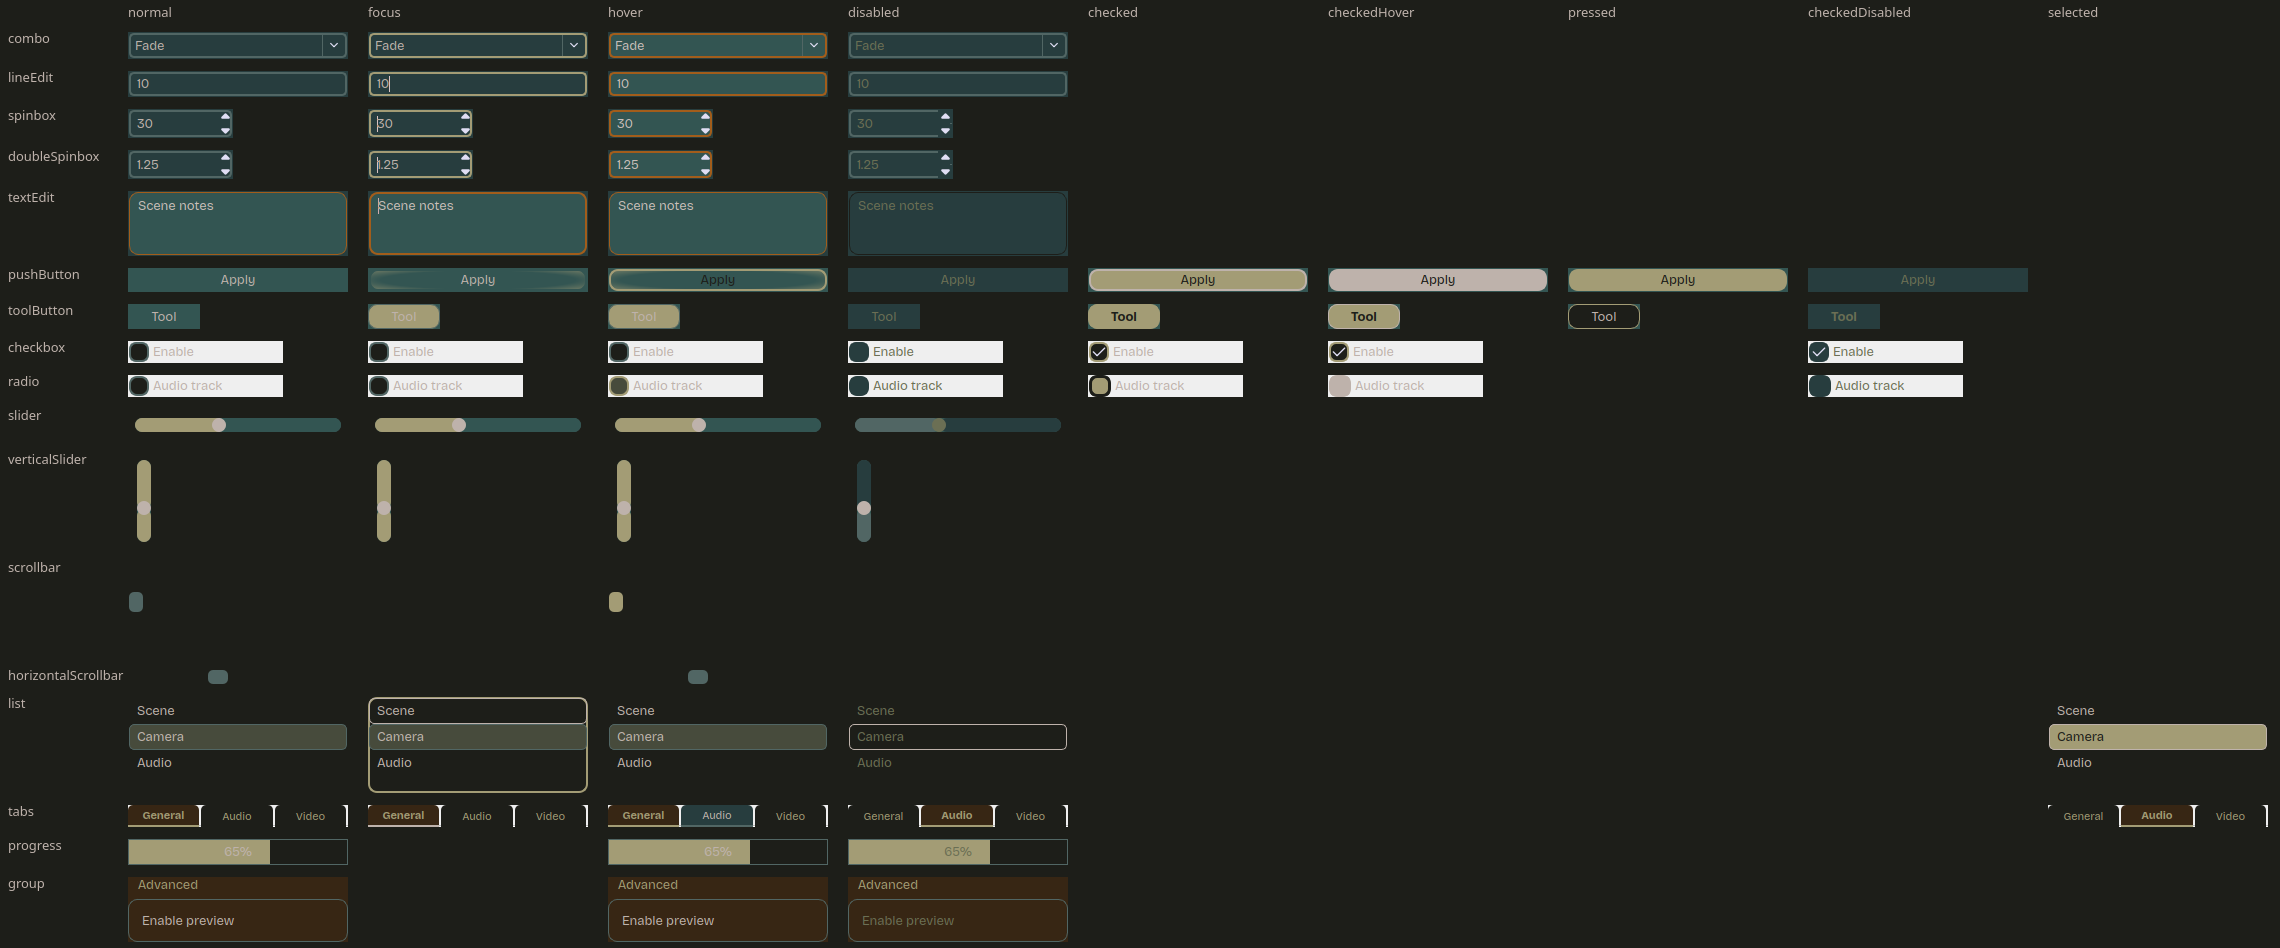 normal focus hover disabled checked checkedHover pressed checkedDisabled selected
combo Fade Fade Fade Fade
lineEdit 10 10 10 10
spinbox 30 30 30 30
doubleSpinbox 1.25 1.25 1.25 1.25
textEdit Scene notes Scene notes Scene notes Scene notes
pushButton Apply Apply Apply Apply Apply Apply Apply Apply
toolButton Tool Tool Tool Tool Tool Tool Tool Tool
checkbox Enable Enable Enable Enable Enable Enable Enable
radio Audio track Audio track Audio track Audio track Audio track Audio track Audio track
slider
verticalSlider
scrollbar
horizontalScrollbar
list Scene Scene Scene Scene Scene
Camera Camera Camera Camera Camera
Audio Audio Audio Audio Audio
tabs General Audio Video General Audio Video General Audio Video General Audio Video General Audio Video
progress 65% 65% 65%
group Advanced Advanced Advanced
Enable preview Enable preview Enable preview